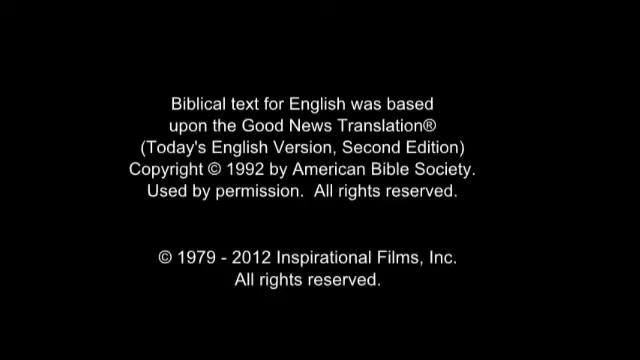 Biblical text for English was based
upon the Good News Translation®
(Today's English Version, Second Edition)
Copyright © 1992 by American Bible Society.
Used by permission.  All rights reserved.
© 1979 - 2012 Inspirational Films, Inc.
All rights reserved.